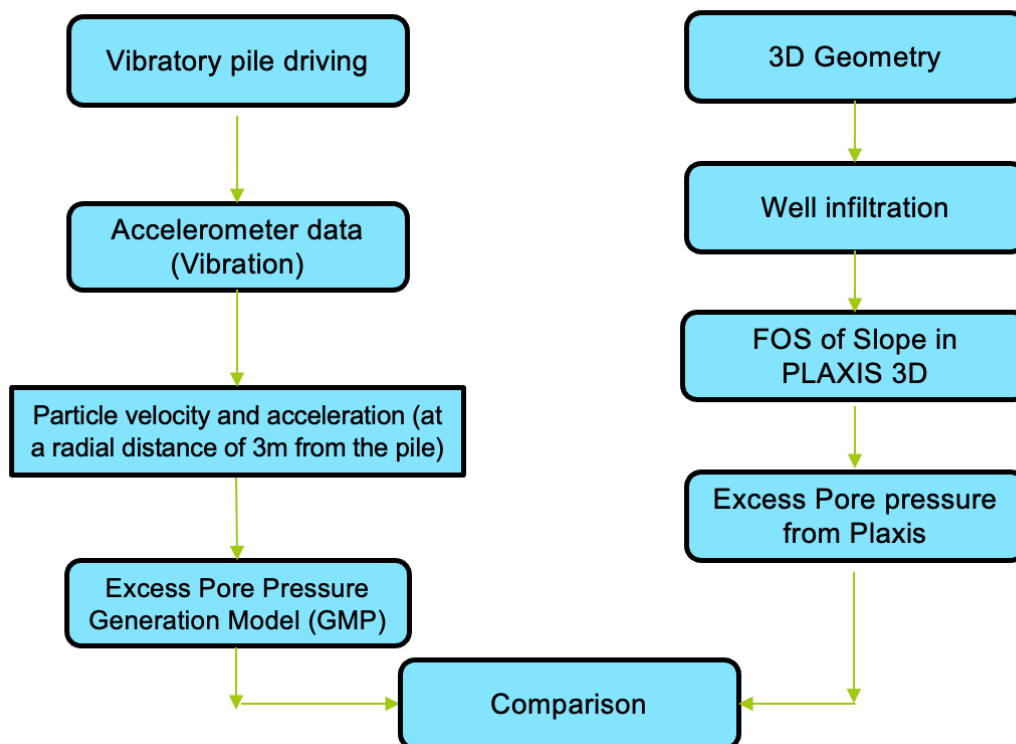 Vibratory pile driving
Accelerometer data
(Vibration)
Particle velocity and acceleration (at
a radial distance of 3m from the pile)
Excess Pore Pressure
Generation Model (GMP)
3D Geometry
Well infiltration
FOS of Slope in
PLAXIS 3D
Excess Pore pressure
from Plaxis
Comparison